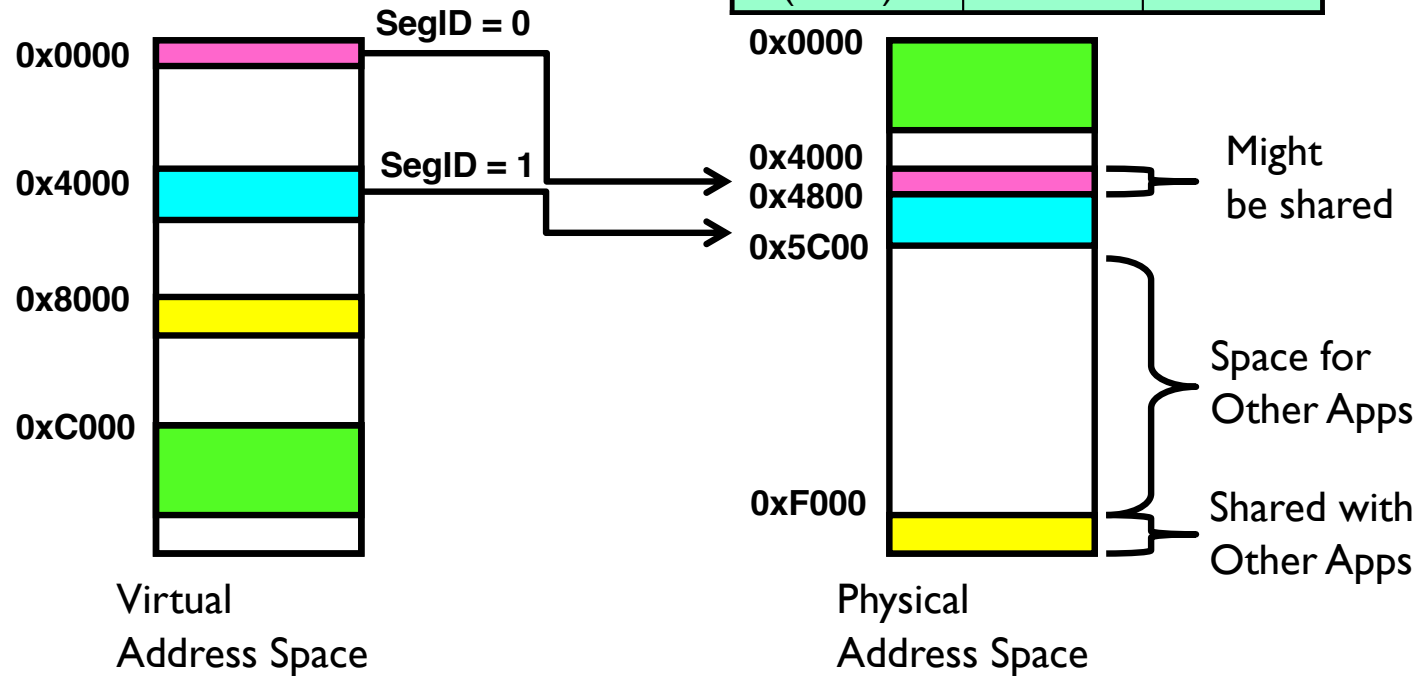 SegID = 0
0x0000
0x0000
0x4000
SegID = 1
0x4000
0x4800
0x5C00
Might
be shared
0x8000
0xC000
Space for
Other Apps
0xF000
Shared with
Other Apps
Virtual
Address Space
Physical
Address Space